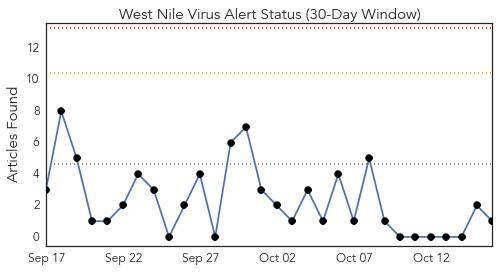 West Nile Virus Alert Status (30-Day Window)
Articles Found
12
10
8
6
4
2
0
Sep 17 Sep 22 Sep 27 Oct 02 Oct 07 Oct 12